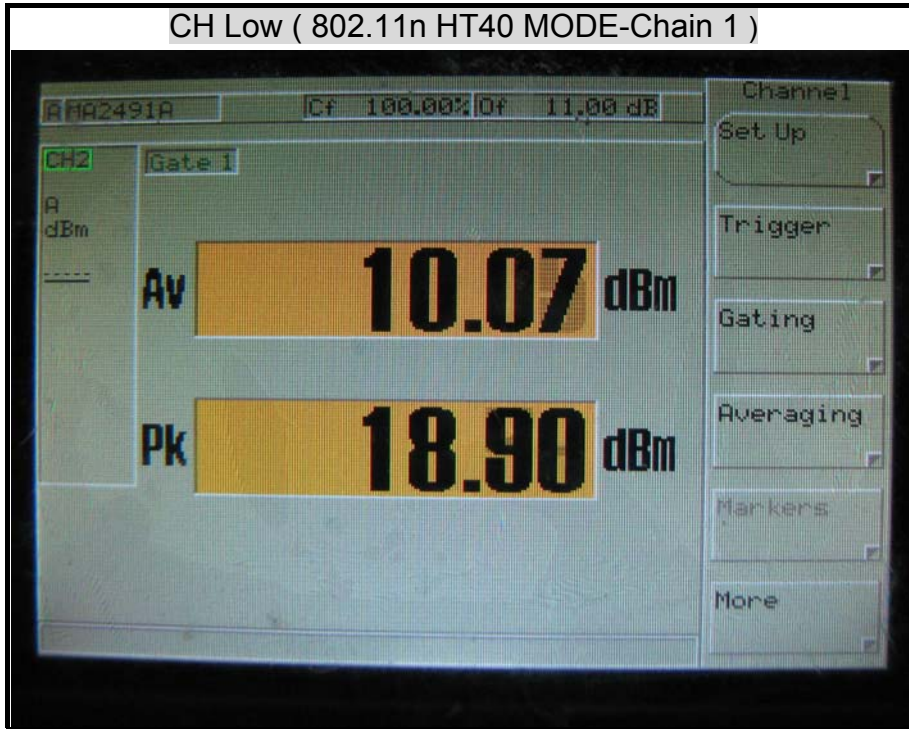 CH Low ( 802.11n HT40 MODE-Chain 1 )
A MA2491A Cf 100.00% Of 11.00 dB
Channel
Set Up
CH2 Gate 1
A
dBm
-----
Trigger
Av 10.07 dBm
Gating
Pk 18.90 dBm
Averaging
Markers
More